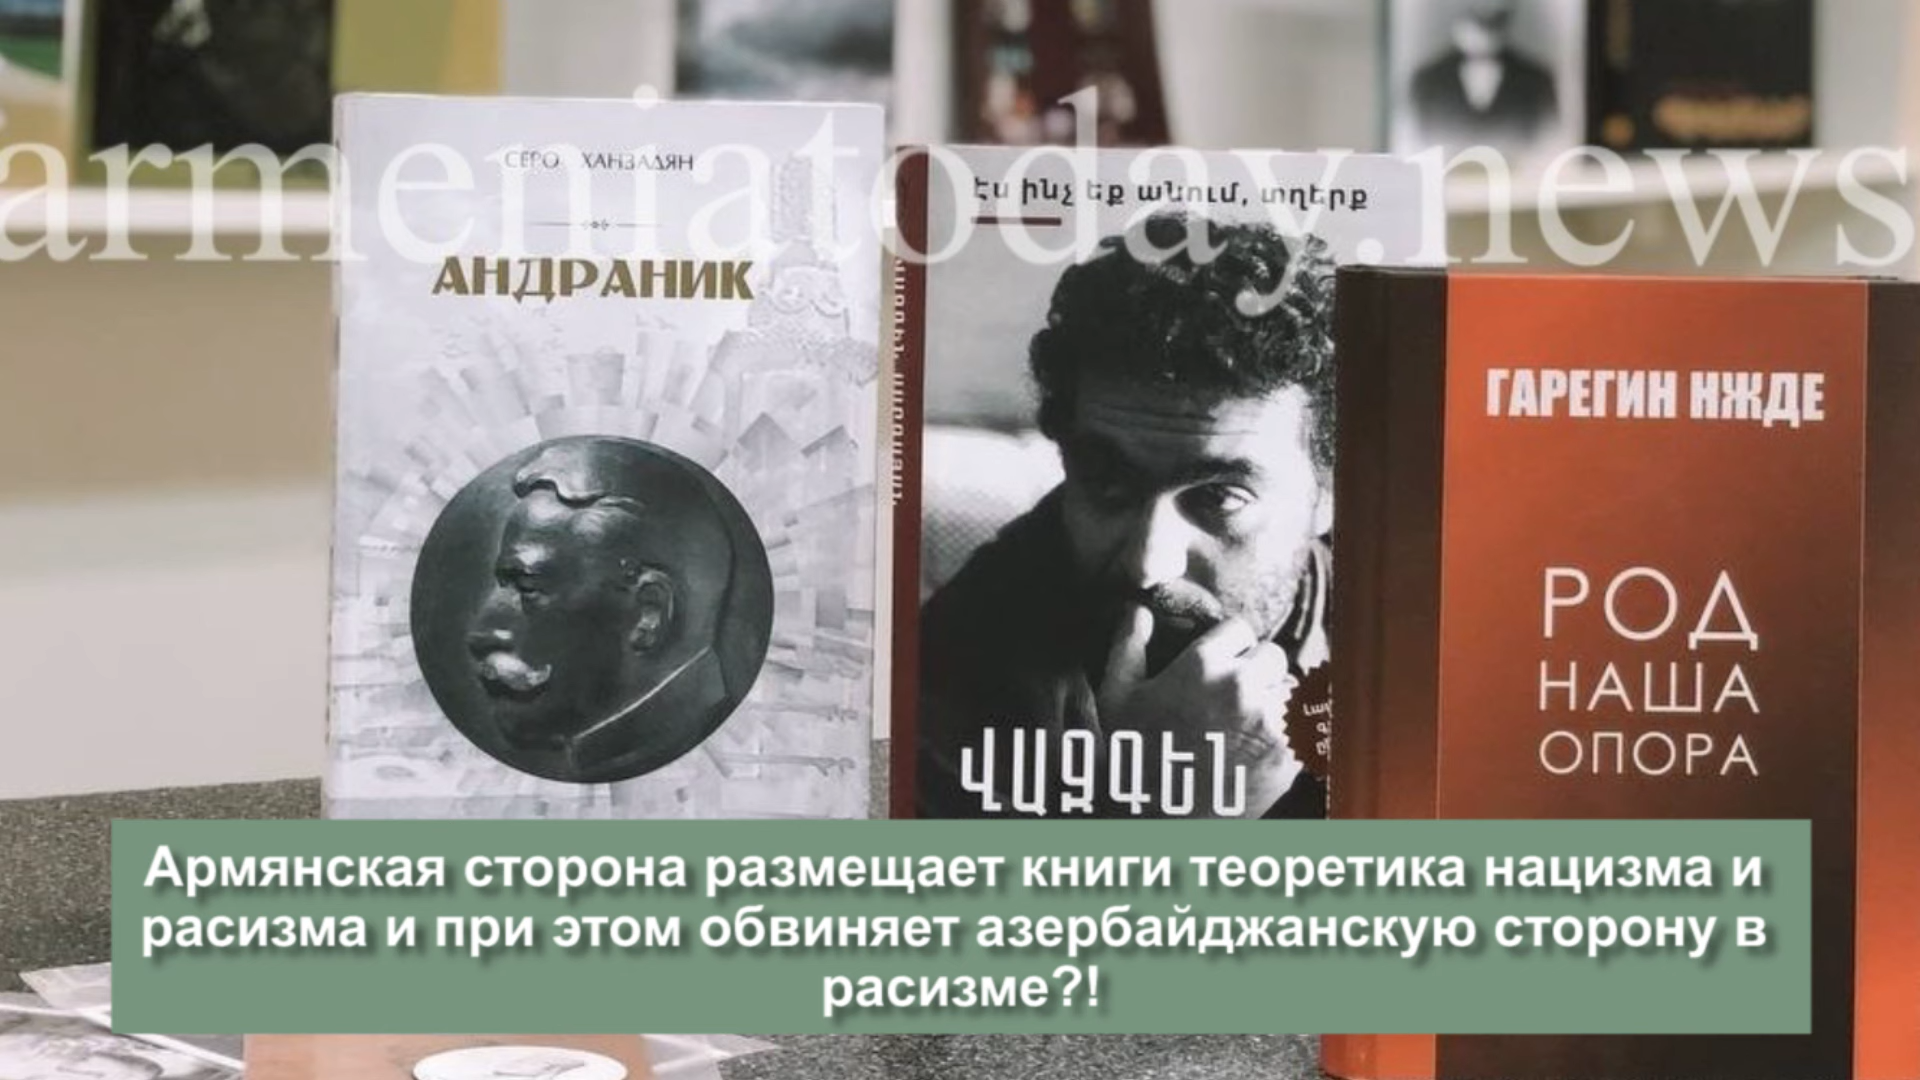 armeniatoday.news
СЕРО ХАНЗАДЯН
АНДРАНИК
Էս ինչ եք անում, տղերք
ՎԱԶԳԵՆ
ГАРЕГИН НЖДЕ
РОД
НАША
ОПОРА
Армянская сторона размещает книги теоретика нацизма и
расизма и при этом обвиняет азербайджанскую сторону в
расизме?!